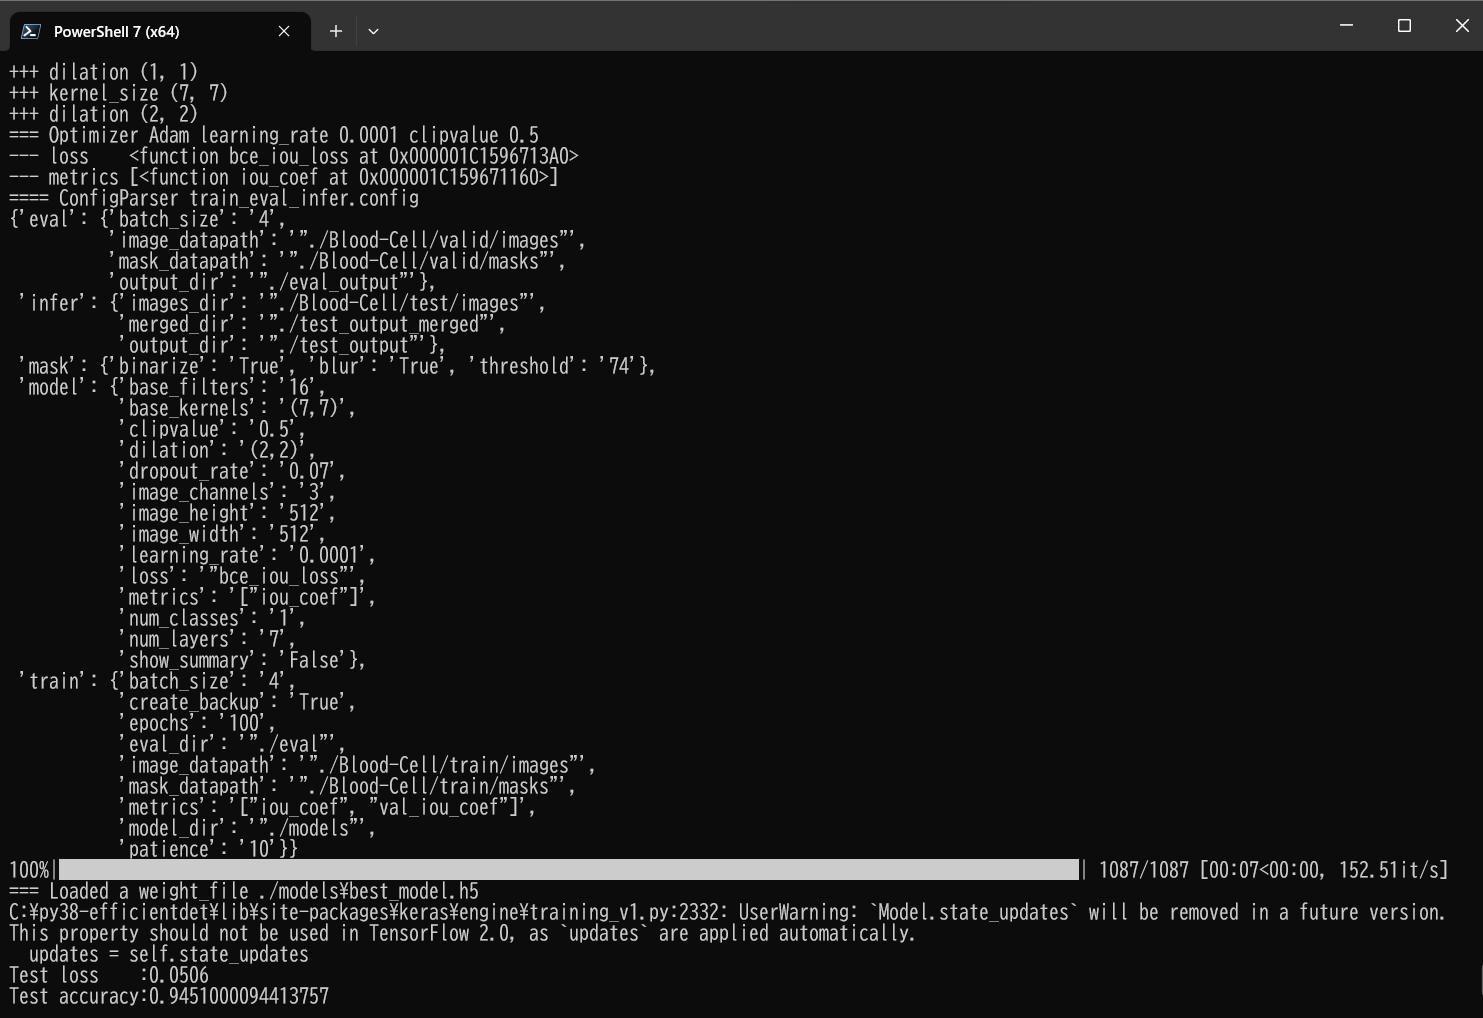 PowerShell 7 (x64)
+++ dilation (1, 1)
+++ kernel_size (7, 7)
+++ dilation (2, 2)
=== Optimizer Adam learning_rate 0.0001 clipvalue 0.5
--- loss    <function bce_iou_loss at 0x000001C1596713A0>
--- metrics [<function iou_coef at 0x000001C159671160>]
==== ConfigParser train_eval_infer.config
{'eval': {'batch_size': '4',
          'image_datapath': '"./Blood-Cell/valid/images"',
          'mask_datapath': '"./Blood-Cell/valid/masks"',
          'output_dir': '"./eval_output"'},
 'infer': {'images_dir': '"./Blood-Cell/test/images"',
           'merged_dir': '"./test_output_merged"',
           'output_dir': '"./test_output"'},
 'mask': {'binarize': 'True', 'blur': 'True', 'threshold': '74'},
 'model': {'base_filters': '16',
           'base_kernels': '(7,7)',
           'clipvalue': '0.5',
           'dilation': '(2,2)',
           'dropout_rate': '0.07',
           'image_channels': '3',
           'image_height': '512',
           'image_width': '512',
           'learning_rate': '0.0001',
           'loss': '"bce_iou_loss"',
           'metrics': '["iou_coef"]',
           'num_classes': '1',
           'num_layers': '7',
           'show_summary': 'False'},
 'train': {'batch_size': '4',
           'create_backup': 'True',
           'epochs': '100',
           'eval_dir': '"./eval"',
           'image_datapath': '"./Blood-Cell/train/images"',
           'mask_datapath': '"./Blood-Cell/train/masks"',
           'metrics': '["iou_coef", "val_iou_coef"]',
           'model_dir': '"./models"',
           'patience': '10'}}
100%| | 1087/1087 [00:07<00:00, 152.51it/s]
=== Loaded a weight_file ./models¥best_model.h5
C:¥py38-efficientdet¥lib¥site-packages¥keras¥engine¥training_v1.py:2332: UserWarning: `Model.state_updates` will be removed in a future version.
This property should not be used in TensorFlow 2.0, as `updates` are applied automatically.
  updates = self.state_updates
Test loss    :0.0506
Test accuracy:0.9451000094413757